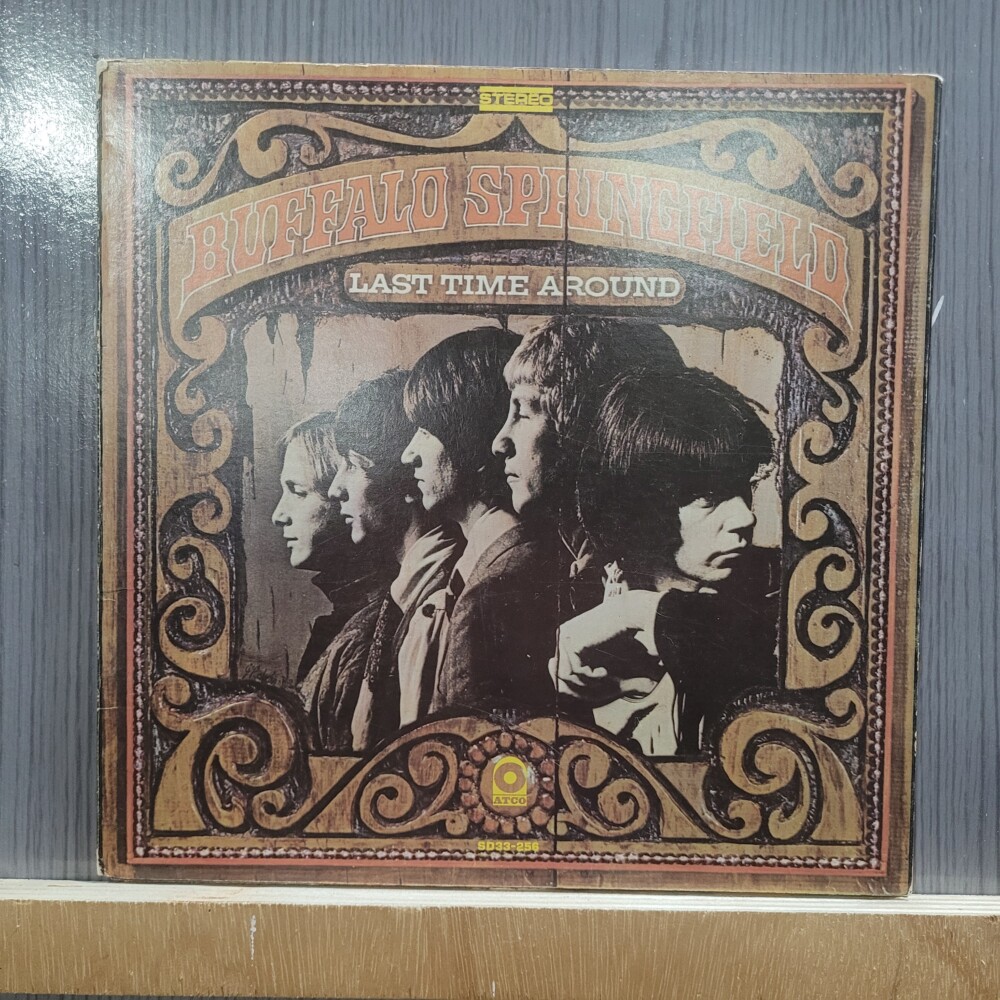 STEREO
BUFFALO SPRINGFIELD
LAST TIME AROUND
ATCO
SD33-256